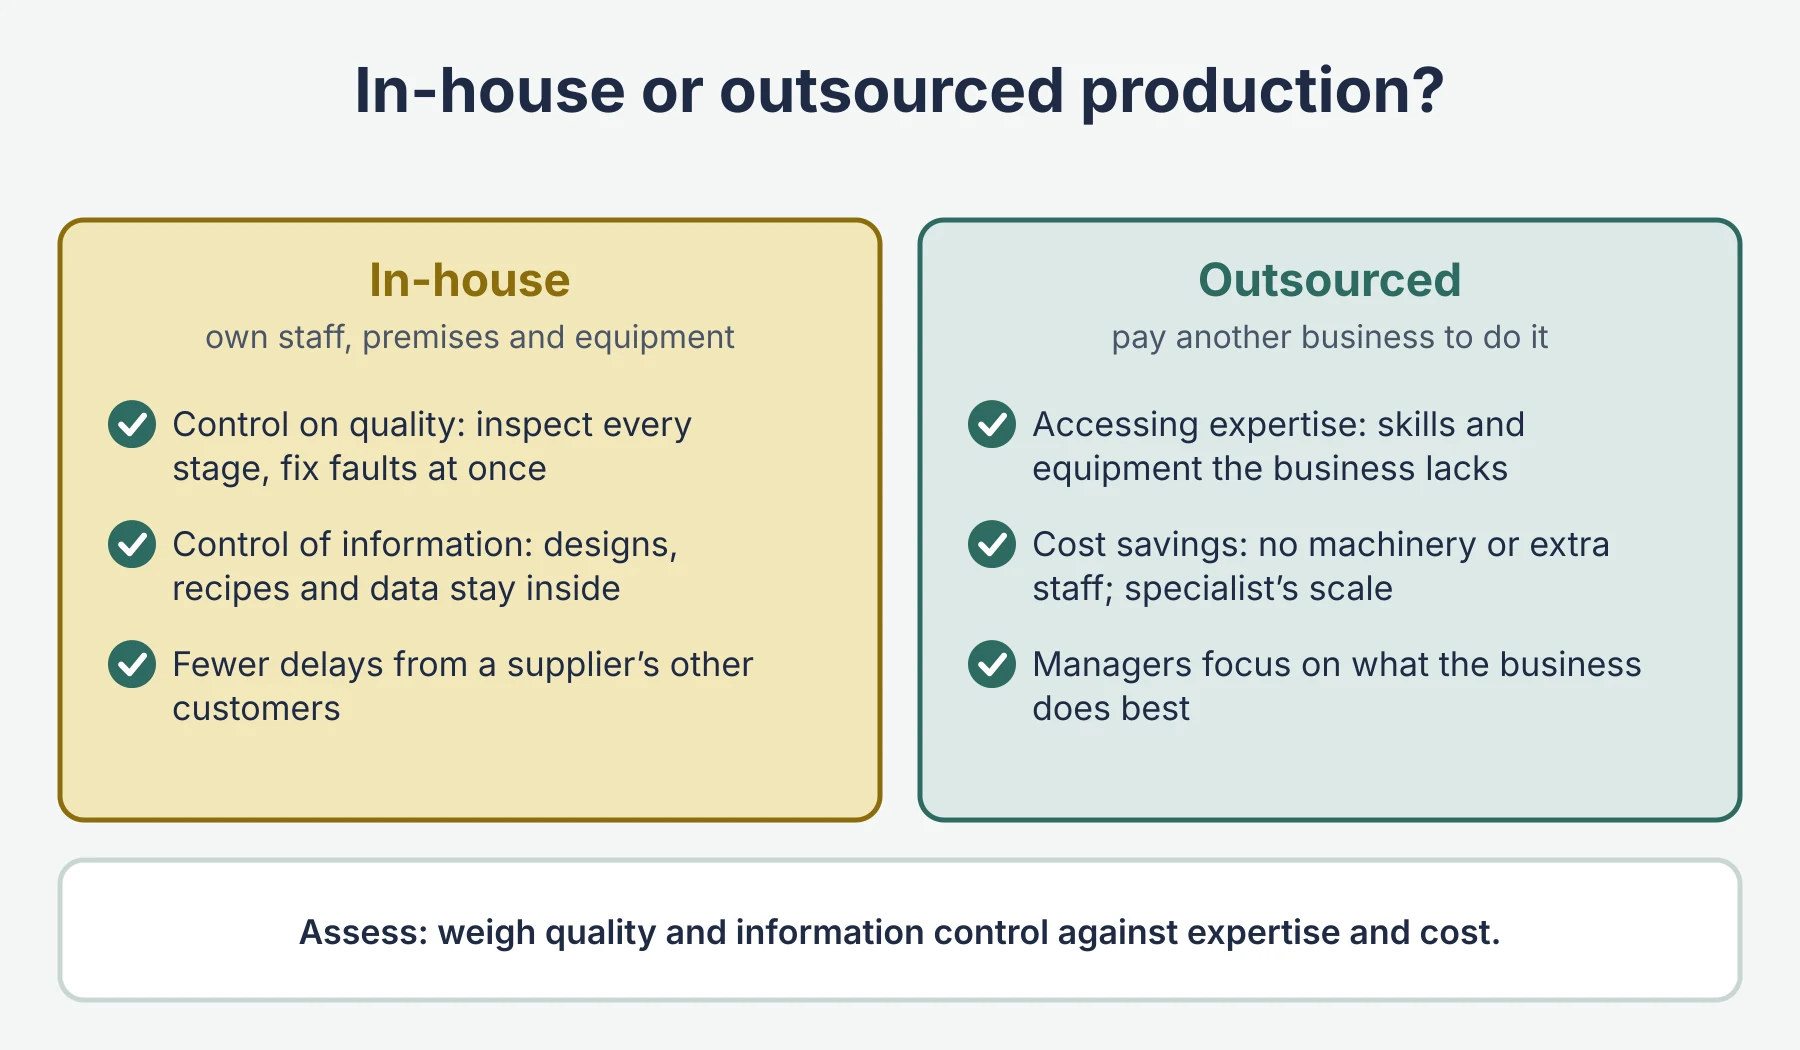 In-house or outsourced production?
In-house
own staff, premises and equipment
Control on quality: inspect every
stage, fix faults at once
Control of information: designs,
recipes and data stay inside
Fewer delays from a supplier’s other
customers
Outsourced
pay another business to do it
Accessing expertise: skills and
equipment the business lacks
Cost savings: no machinery or extra
staff; specialist’s scale
Managers focus on what the business
does best
Assess: weigh quality and information control against expertise and cost.